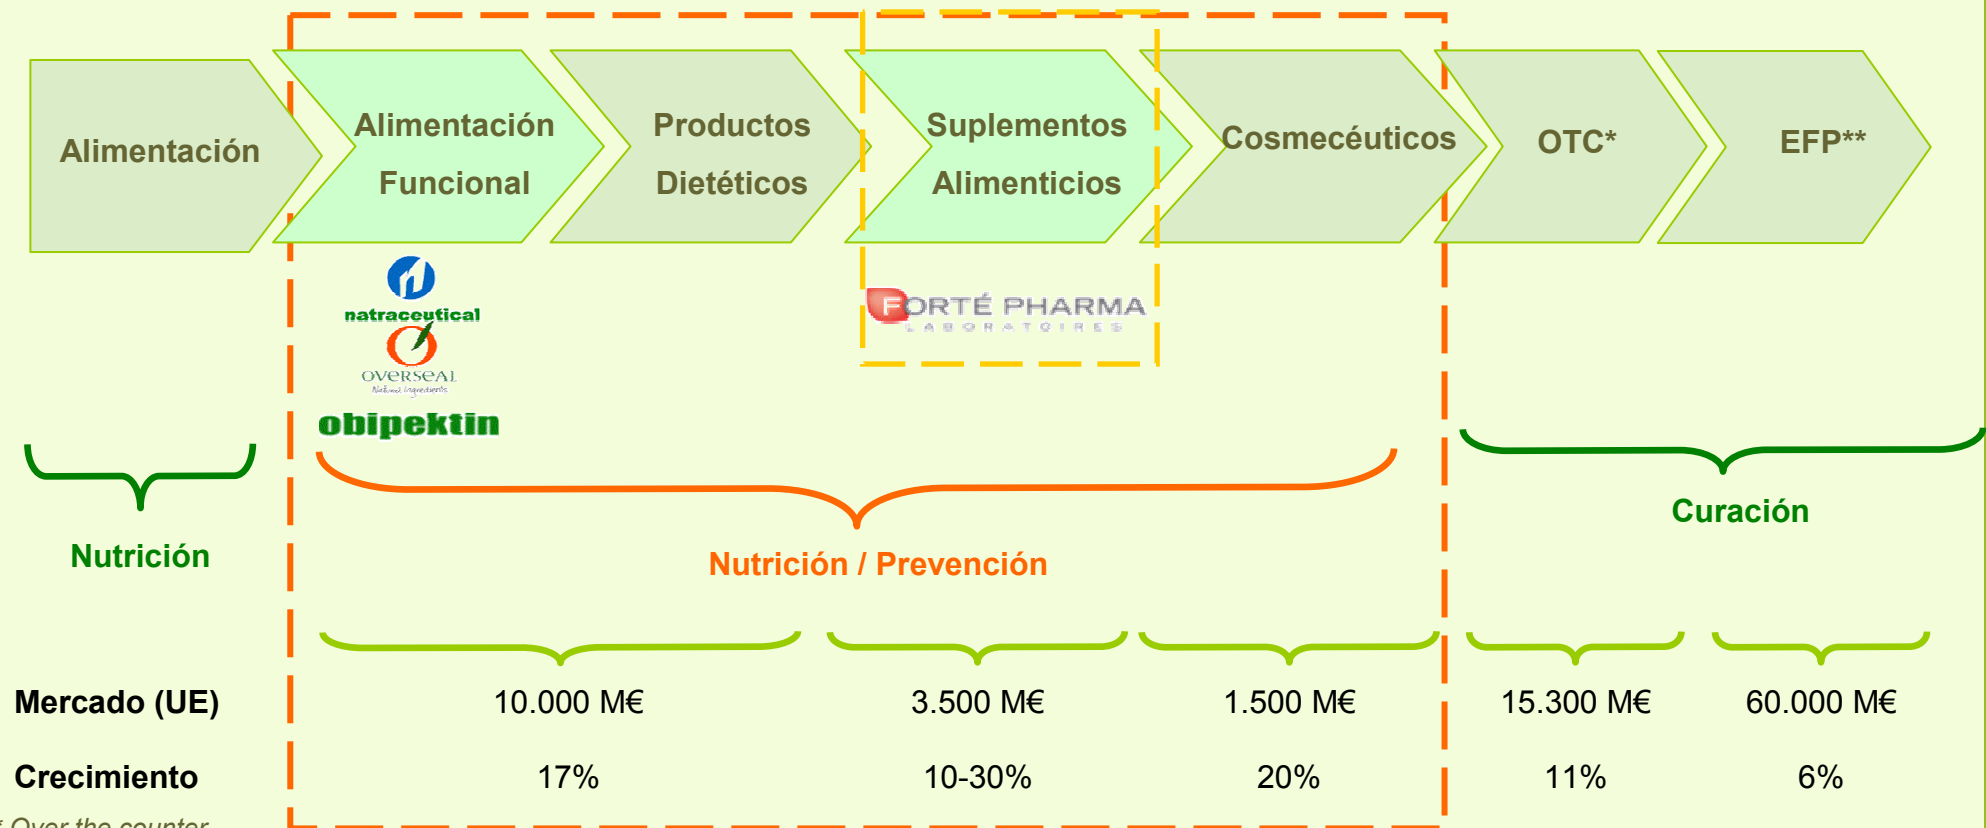 Alimentación
Alimentación
Funcional
Productos
Dietéticos
Suplementos
Alimenticios
Cosmecéuticos
OTC*
EFP**
natraceutical
OVERSEAL
Natural Ingredients
obipektin
FORTÉ PHARMA
LABORATOIRES
Nutrición
Nutrición / Prevención
Curación
Mercado (UE)
10.000 M€
3.500 M€
1.500 M€
15.300 M€
60.000 M€
Crecimiento
17%
10-30%
20%
11%
6%
* Over the counter